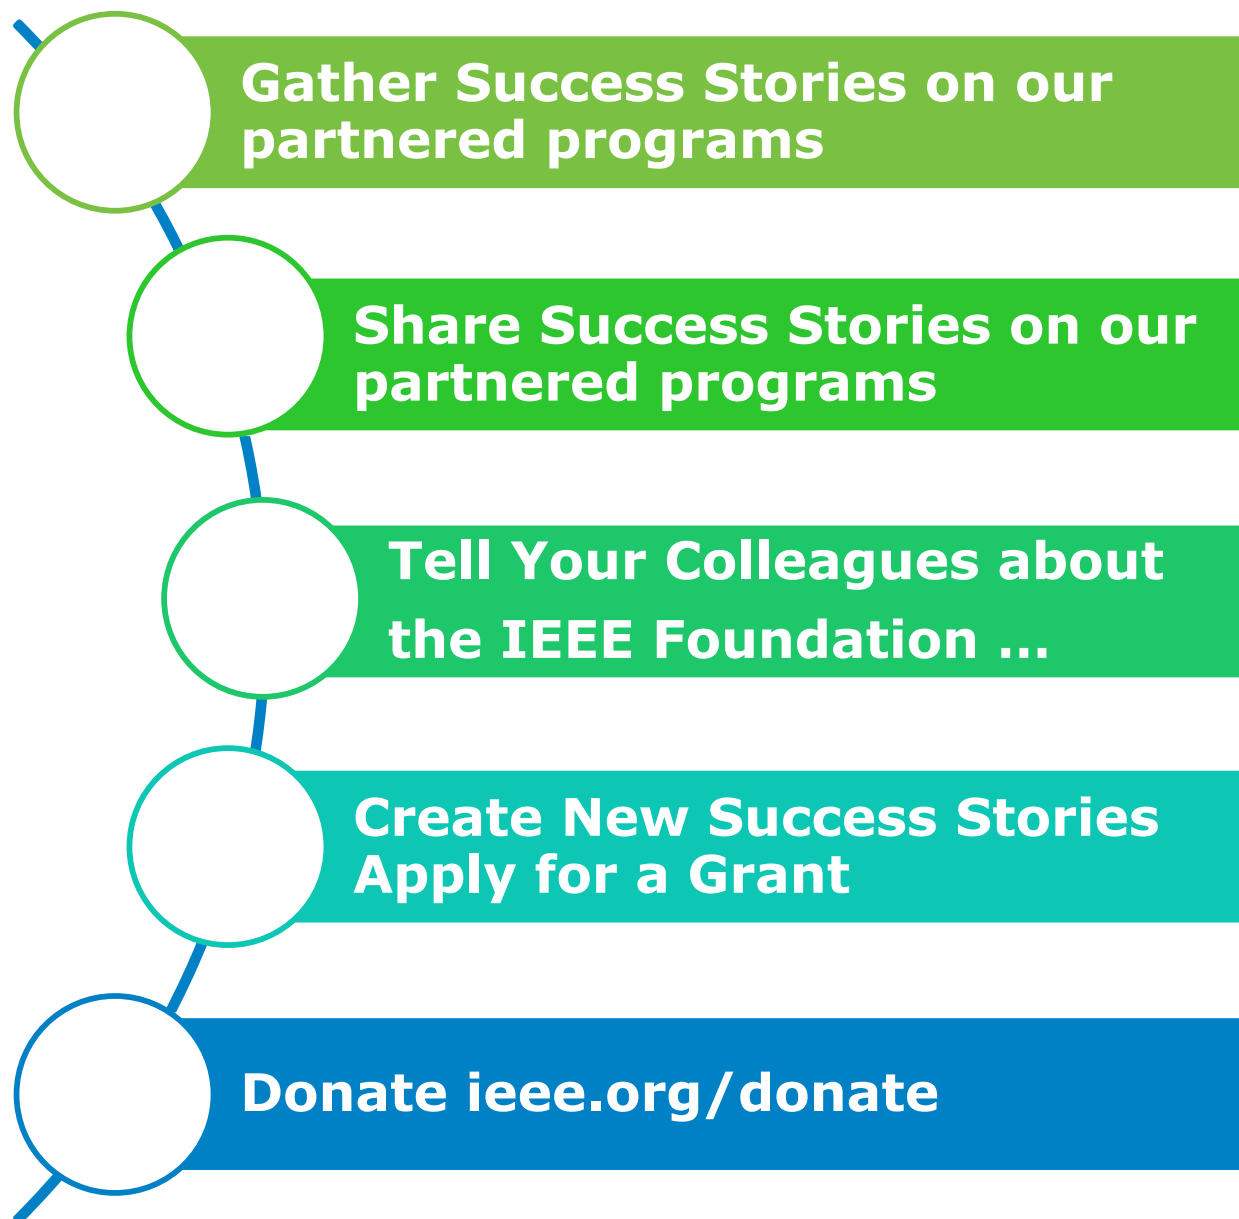 Gather Success Stories on our
partnered programs
Share Success Stories on our
partnered programs
Tell Your Colleagues about
the IEEE Foundation ...
Create New Success Stories
Apply for a Grant
Donate ieee.org/donate